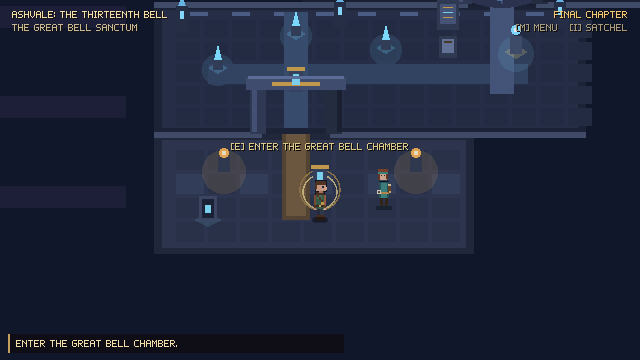 ASHVALE: THE THIRTEENTH BELL
THE GREAT BELL SANCTUM
FINAL CHAPTER
[M] MENU [I] SATCHEL
[E] ENTER THE GREAT BELL CHAMBER
ENTER THE GREAT BELL CHAMBER.